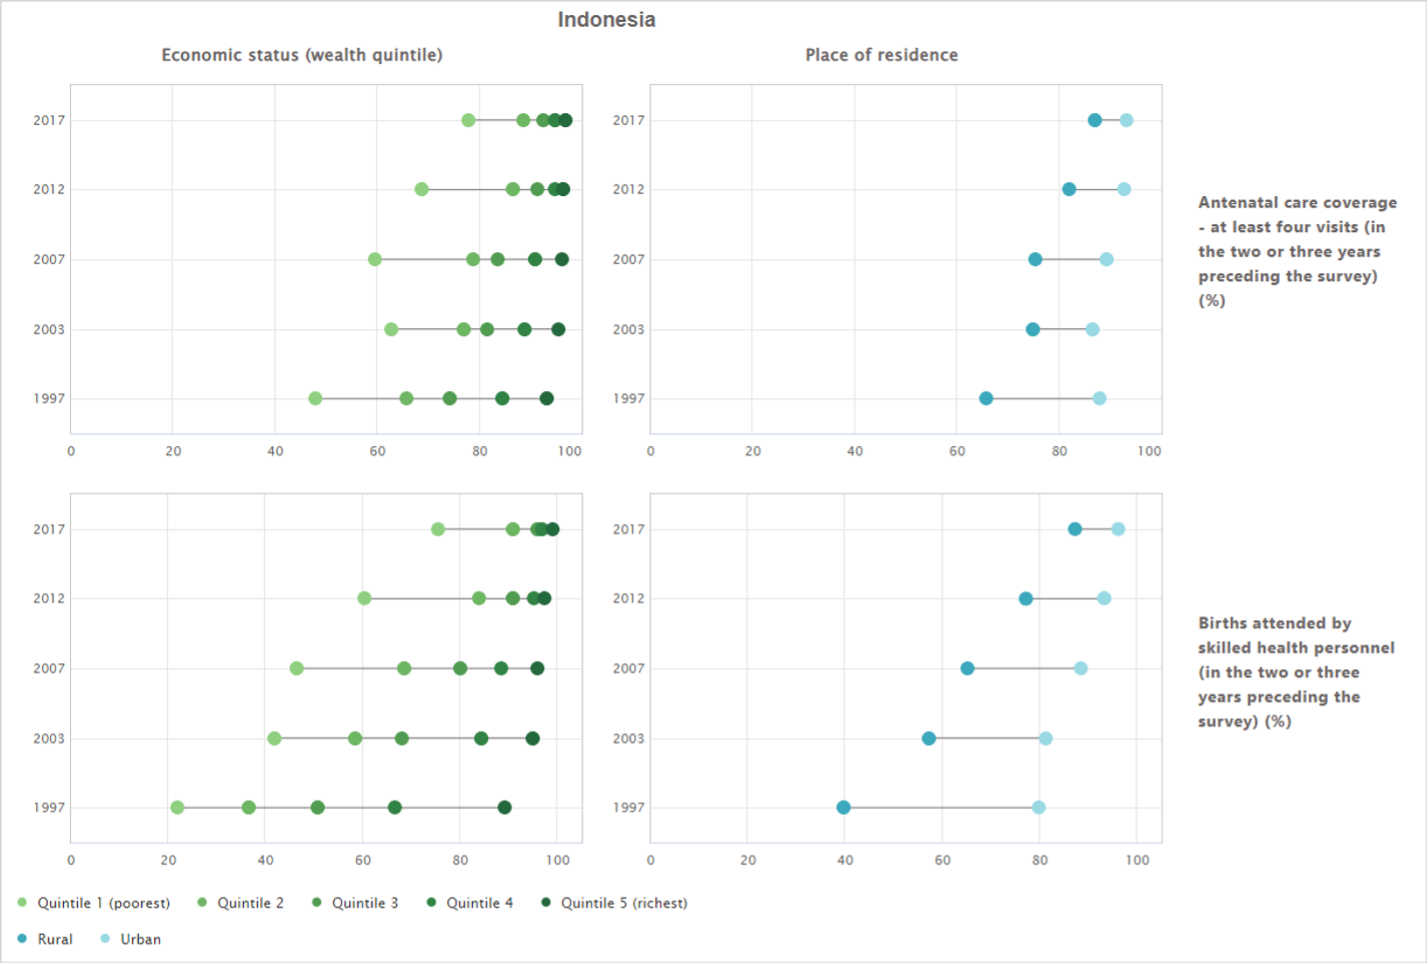 Indonesia
Economic status (wealth quintile)
Place of residence
2017
2012
2007
2003
1997
0 20 40 60 80 100
2017
2012
2007
2003
1997
0 20 40 60 80 100
Antenatal care coverage
- at least four visits (in
the two or three years
preceding the survey)
(%)
2017
2012
2007
2003
1997
0 20 40 60 80 100
2017
2012
2007
2003
1997
0 20 40 60 80 100
Births attended by
skilled health personnel
(in the two or three
years preceding the
survey) (%)
Quintile 1 (poorest) Quintile 2 Quintile 3 Quintile 4 Quintile 5 (richest)
Rural Urban